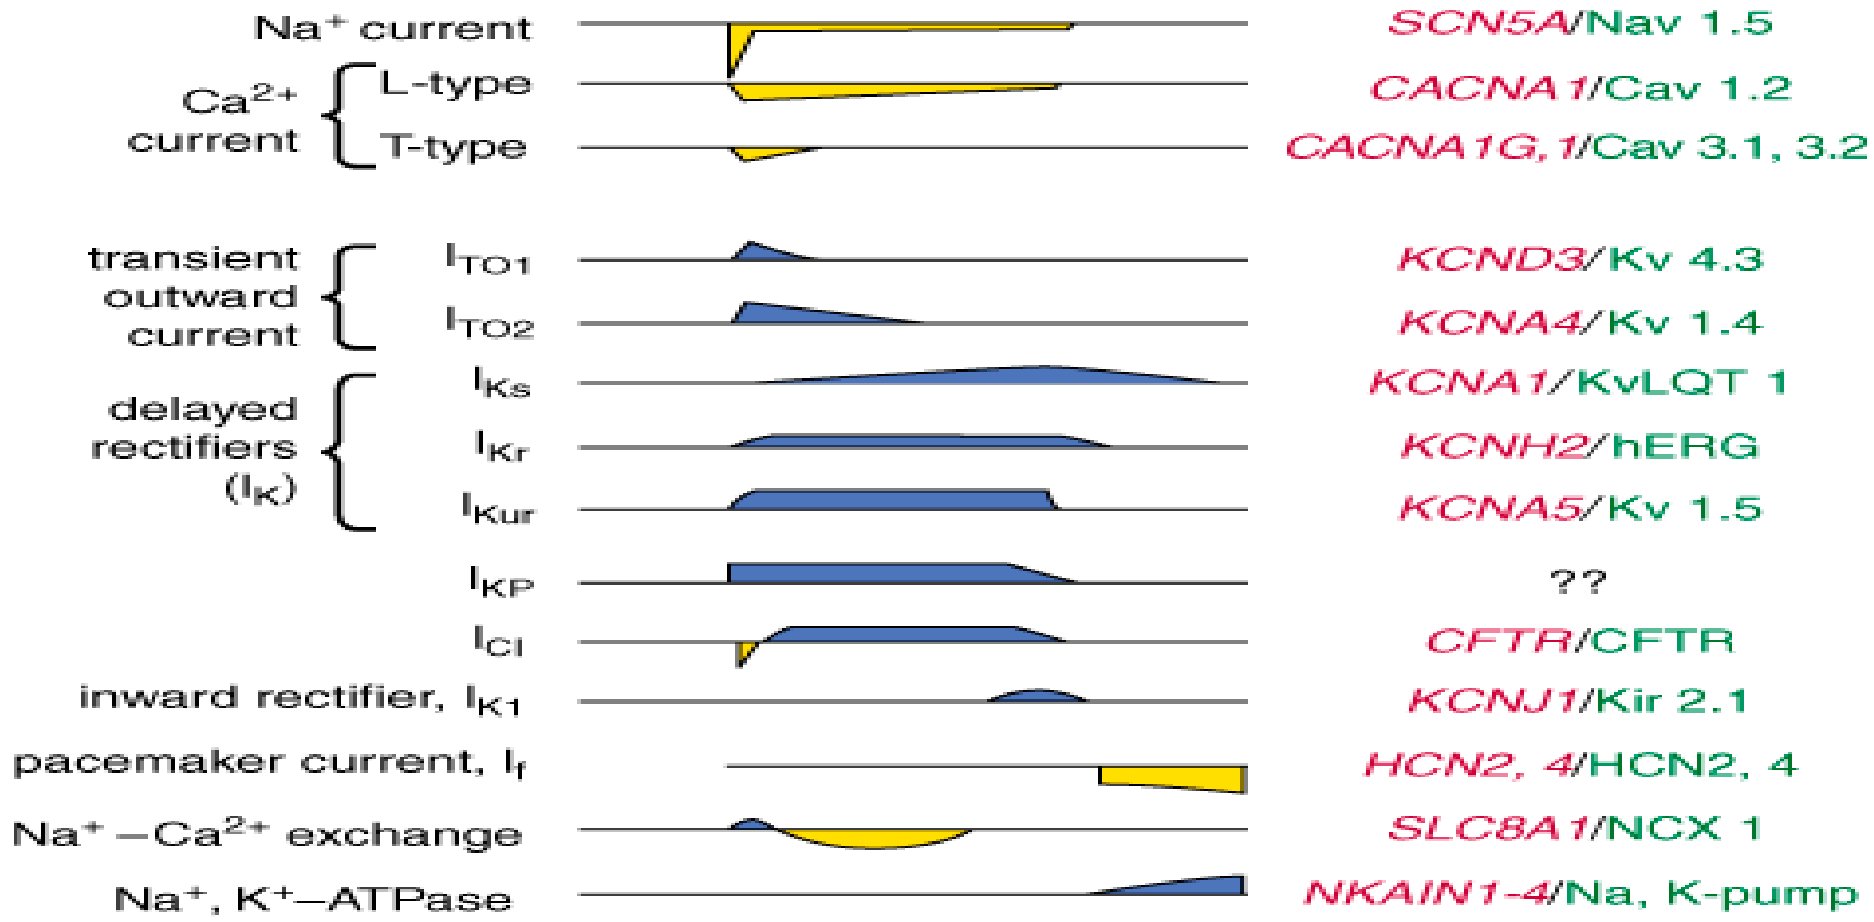 Na⁺ current SCN5A/Nav 1.5
Ca²⁺ current L-type CACNA1/Cav 1.2
T-type CACNA1G,1/Cav 3.1, 3.2
transient outward current I_TO1 KCND3/Kv 4.3
I_TO2 KCNA4/Kv 1.4
delayed rectifiers (I_K) I_Ks KCNA1/KvLQT 1
I_Kr KCNH2/hERG
I_Kur KCNA5/Kv 1.5
I_KP ??
I_Cl CFTR/CFTR
inward rectifier, I_K1 KCNJ1/Kir 2.1
pacemaker current, I_f HCN2, 4/HCN2, 4
Na⁺–Ca²⁺ exchange SLC8A1/NCX 1
Na⁺, K⁺–ATPase NKAIN1-4/Na, K-pump